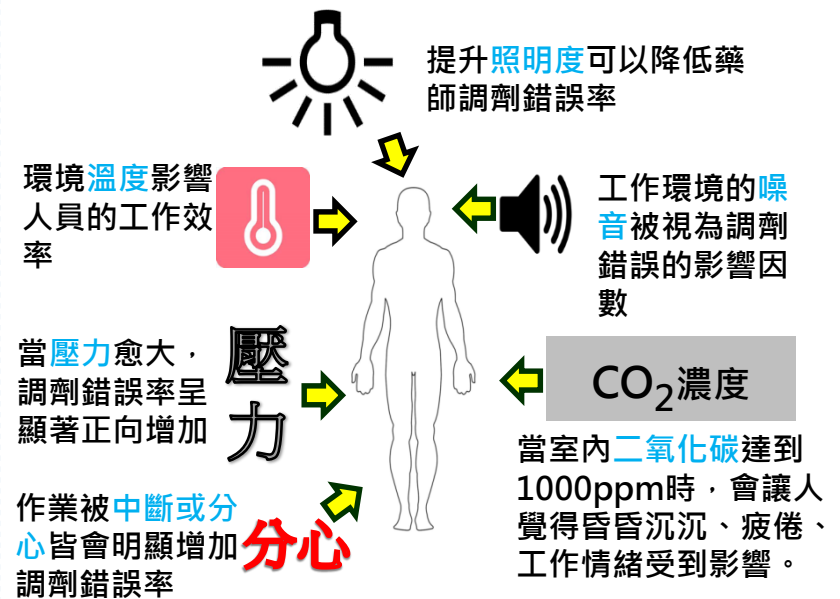 提升照明度可以降低藥
師調劑錯誤率
環境溫度影響
人員的工作效
率
工作環境的噪
音被視為調劑
錯誤的影響因
數
當壓力愈大，
調劑錯誤率呈
顯著正向增加
壓
力
CO₂濃度
當室內二氧化碳達到
1000ppm時，會讓人
覺得昏昏沉沉、疲倦、
工作情緒受到影響。
作業被中斷或分
心皆會明顯增加
調劑錯誤率
分心